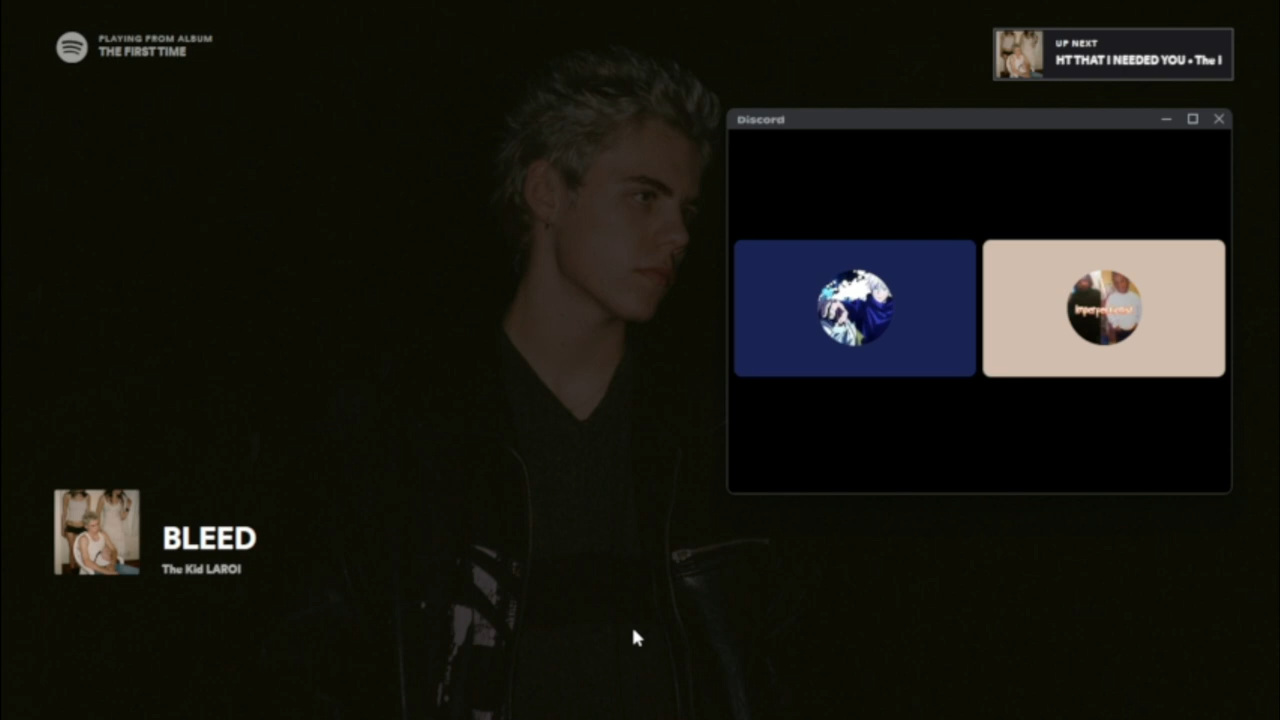 PLAYING FROM ALBUM
THE FIRST TIME
UP NEXT
HT THAT I NEEDED YOU • The
Discord
BLEED
The Kid LAROI